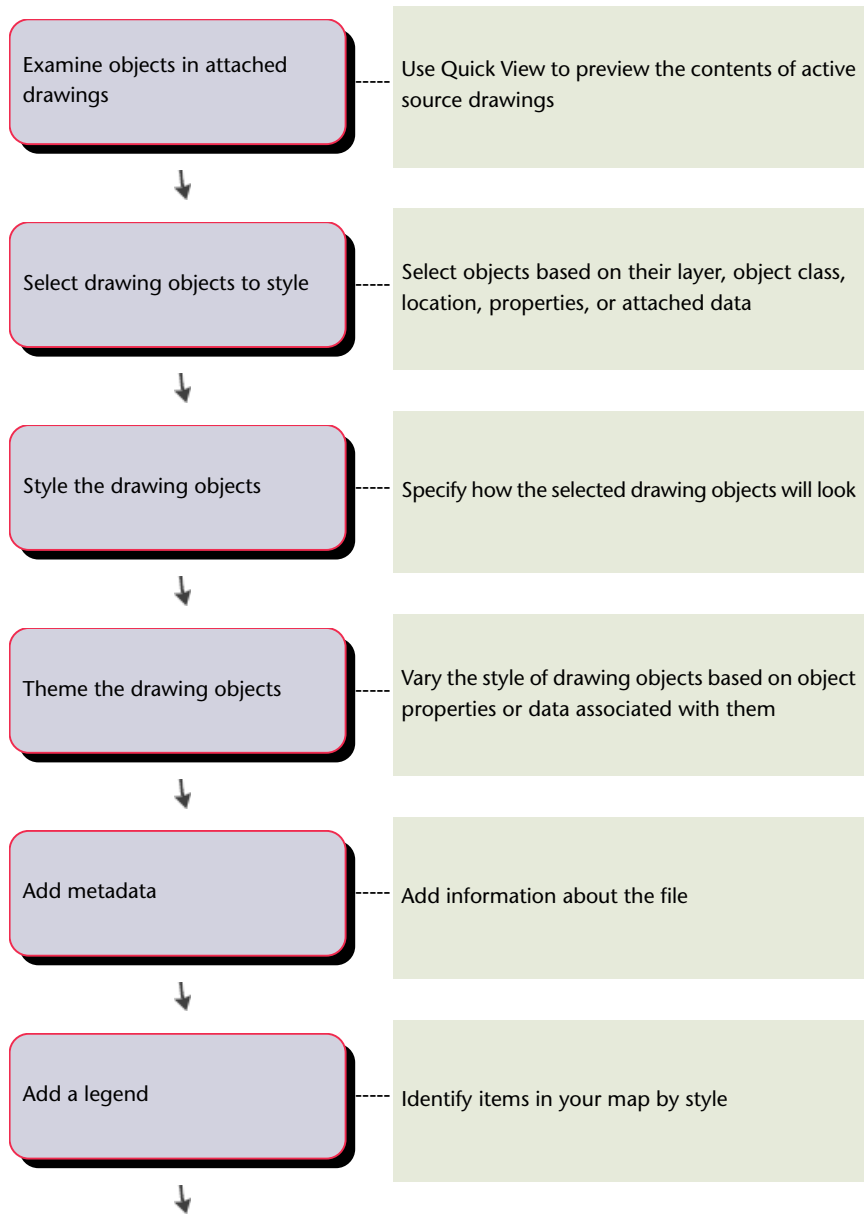 Examine objects in attached
drawings
Use Quick View to preview the contents of active
source drawings
Select drawing objects to style
Select objects based on their layer, object class,
location, properties, or attached data
Style the drawing objects
Specify how the selected drawing objects will look
Theme the drawing objects
Vary the style of drawing objects based on object
properties or data associated with them
Add metadata
Add information about the file
Add a legend
Identify items in your map by style